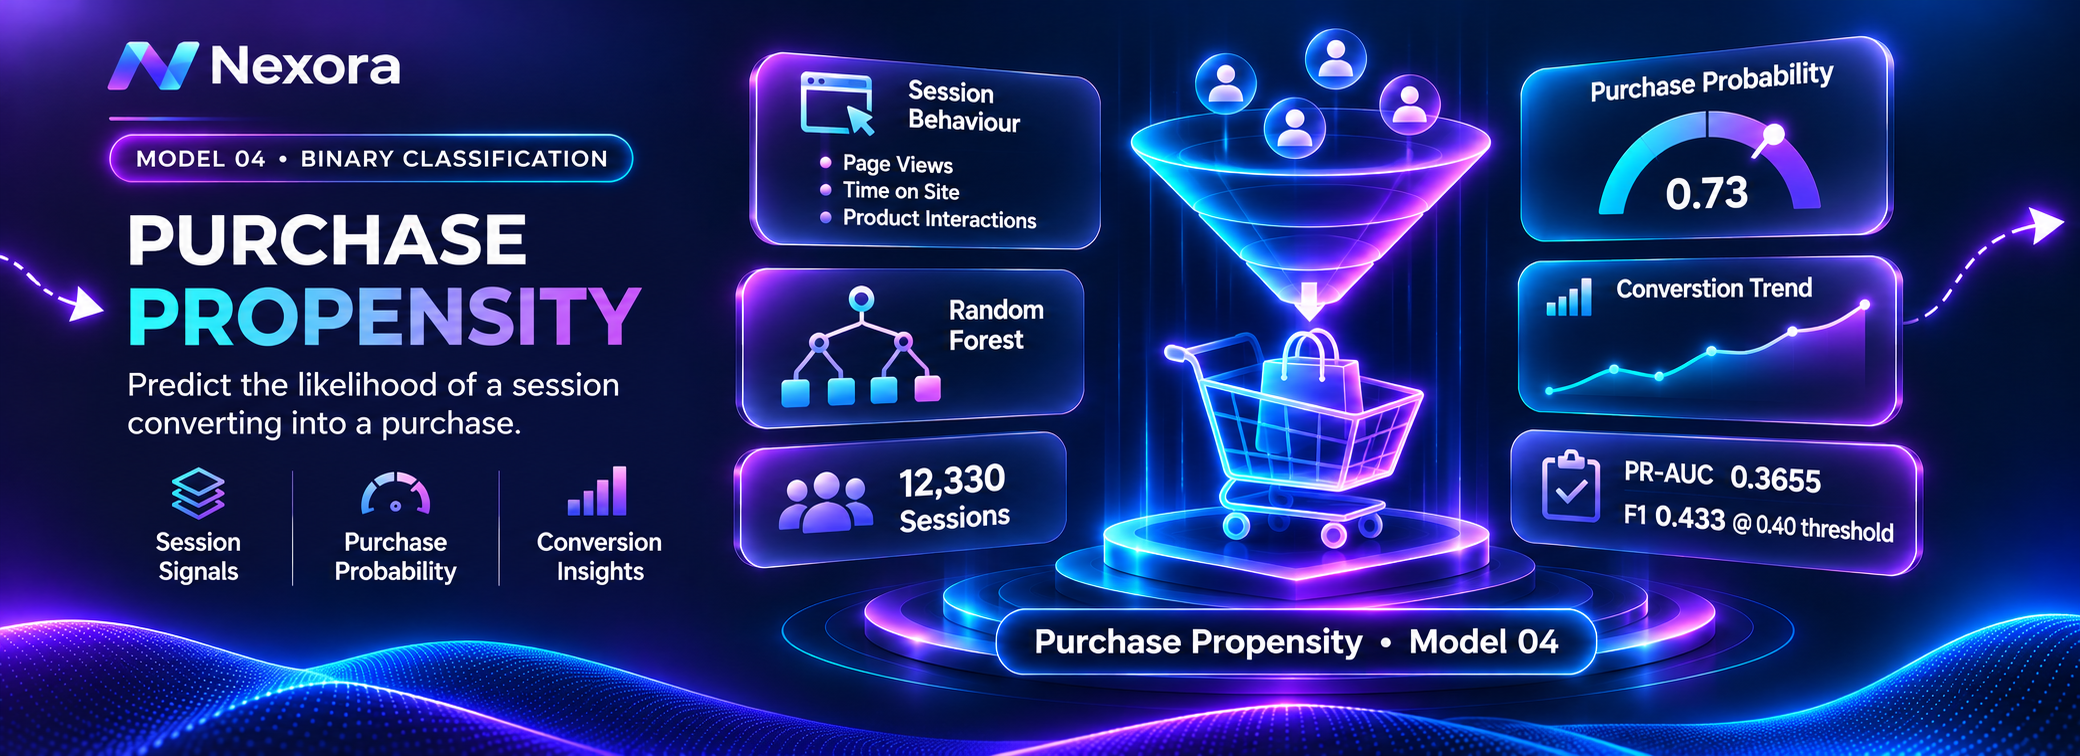 Nexora
MODEL 04 • BINARY CLASSIFICATION
PURCHASE
PROPENSITY
Predict the likelihood of a session
converting into a purchase.
Session
Signals
Purchase
Probability
Conversion
Insights
Session
Behaviour
• Page Views
• Time on Site
• Product Interactions
Random
Forest
12,330
Sessions
Purchase Propensity • Model 04
Purchase Probability
0.73
Converstion Trend
PR-AUC 0.3655
F1 0.433 @ 0.40 threshold